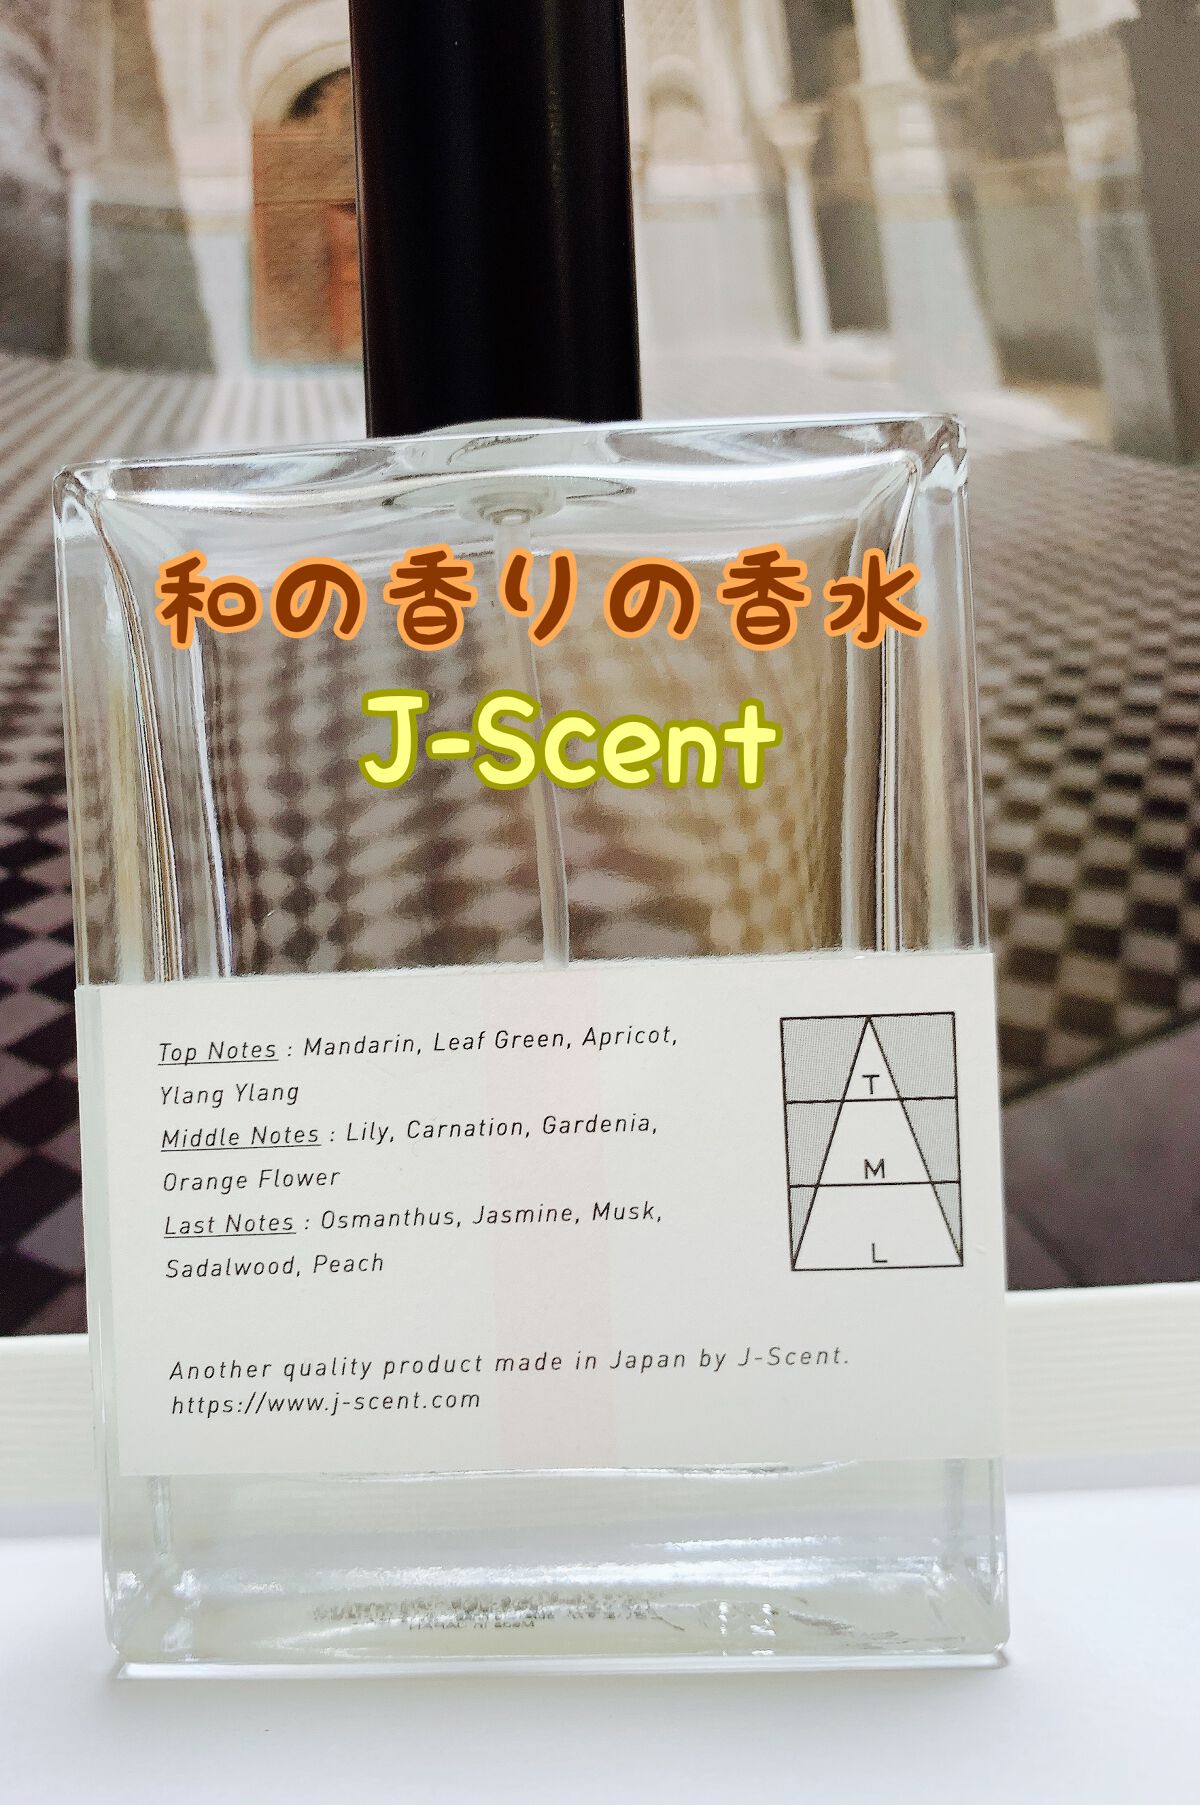 和の香りの香水
J-Scent
Top Notes : Mandarin, Leaf Green, Apricot,
Ylang Ylang
Middle Notes : Lily, Carnation, Gardenia,
Orange Flower
Last Notes : Osmanthus, Jasmine, Musk,
Sadalwood, Peach
T
M
L
Another quality product made in Japan by J-Scent.
https://www.j-scent.com